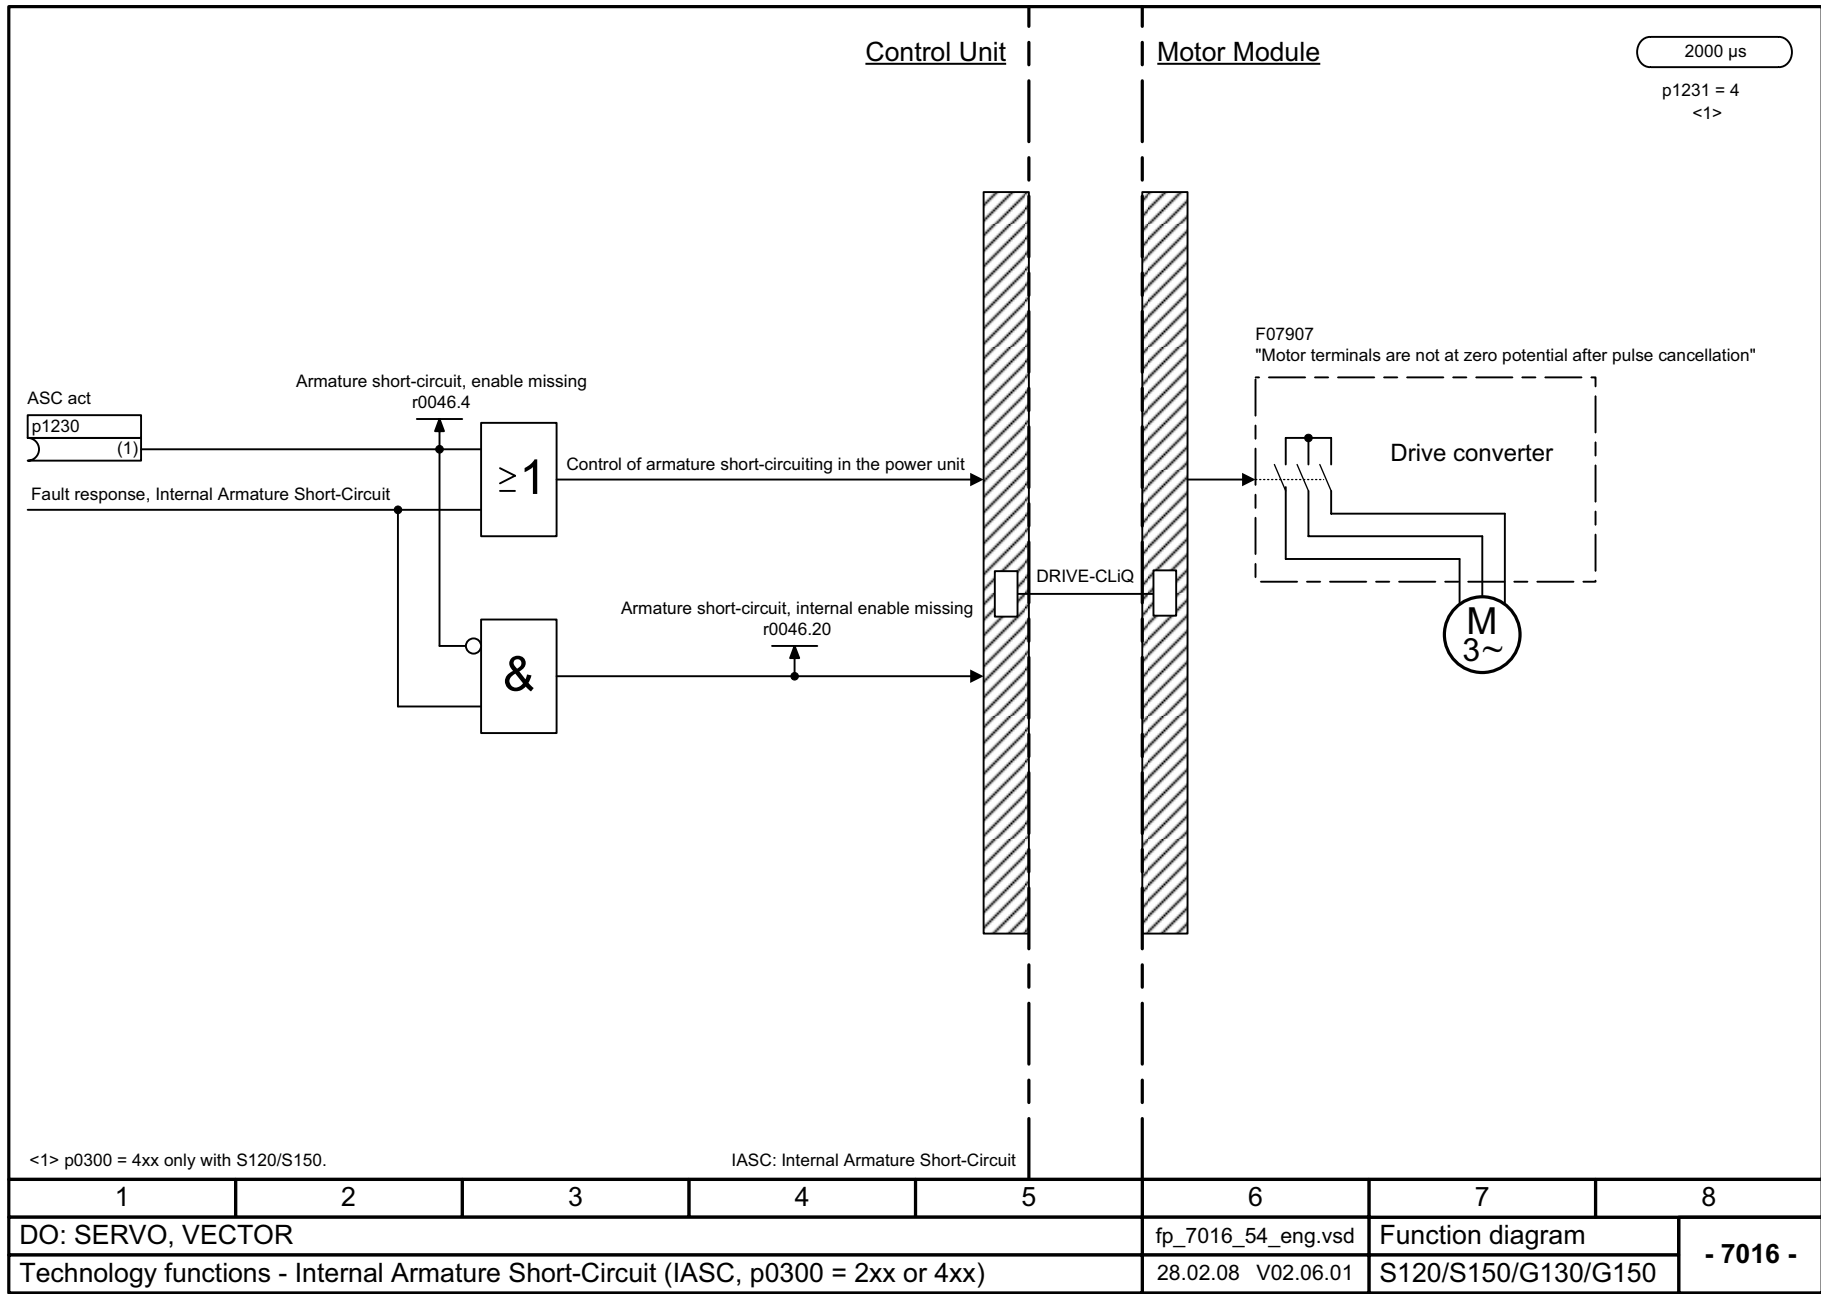 Control Unit
Motor Module
2000 µs
p1231 = 4
<1>
F07907
"Motor terminals are not at zero potential after pulse cancellation"
Armature short-circuit, enable missing
r0046.4
ASC act
p1230
(1)
≥1
Control of armature short-circuiting in the power unit
Drive converter
Fault response, Internal Armature Short-Circuit
DRIVE-CLiQ
Armature short-circuit, internal enable missing
r0046.20
M
3~
&
<1> p0300 = 4xx only with S120/S150.
IASC: Internal Armature Short-Circuit
1 2 3 4 5 6 7 8
DO: SERVO, VECTOR
fp_7016_54_eng.vsd
Function diagram
- 7016 -
Technology functions - Internal Armature Short-Circuit (IASC, p0300 = 2xx or 4xx)
28.02.08 V02.06.01
S120/S150/G130/G150